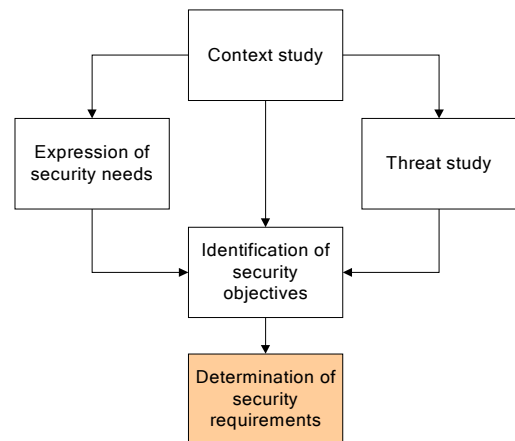 Context study
Expression of
security needs
Threat study
Identification of
security
objectives
Determination of
security
requirements